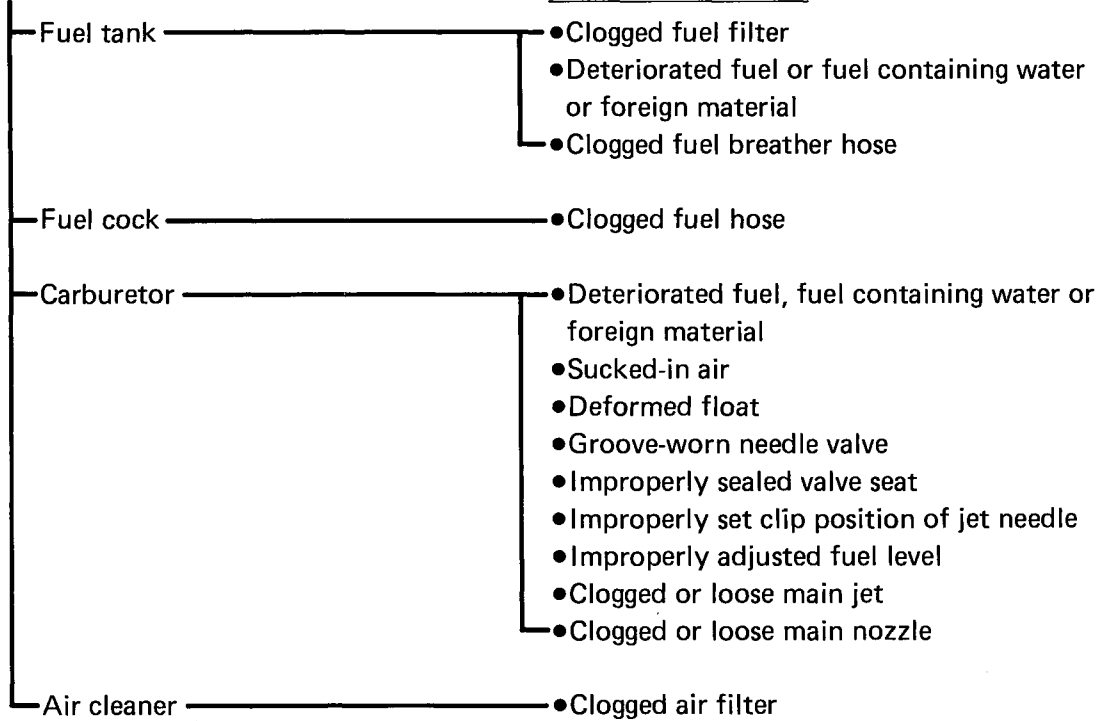 Fuel tank
●Clogged fuel filter
●Deteriorated fuel or fuel containing water
or foreign material
●Clogged fuel breather hose
Fuel cock
●Clogged fuel hose
Carburetor
●Deteriorated fuel, fuel containing water or
foreign material
●Sucked-in air
●Deformed float
●Groove-worn needle valve
●Improperly sealed valve seat
●Improperly set clip position of jet needle
●Improperly adjusted fuel level
●Clogged or loose main jet
●Clogged or loose main nozzle
Air cleaner
●Clogged air filter